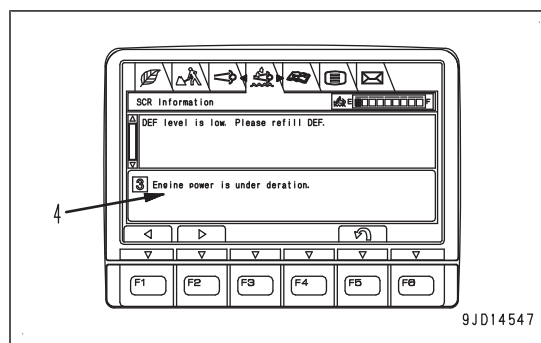 SCR Information
E F
DEF level is low. Please refill DEF.
3 Engine power is under deration.
4
F1 F2 F3 F4 F5 F6
9JD14547